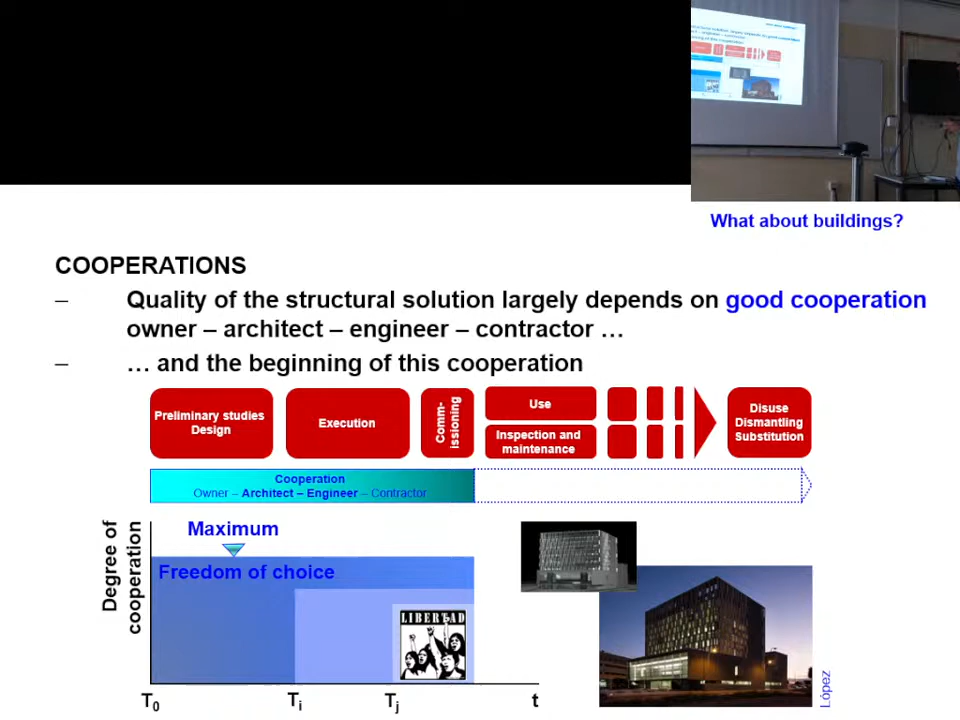 What about buildings?
COOPERATIONS
– Quality of the structural solution largely depends on good cooperation
owner – architect – engineer – contractor …
– … and the beginning of this cooperation
Preliminary studies
Design
Execution
Comm-
issioning
Use
Inspection and
maintenance
Disuse
Dismantling
Substitution
Cooperation
Owner – Architect – Engineer – Contractor
Degree of
cooperation
Maximum
Freedom of choice
LIBERTAD
López
T0
Ti
Tj
t